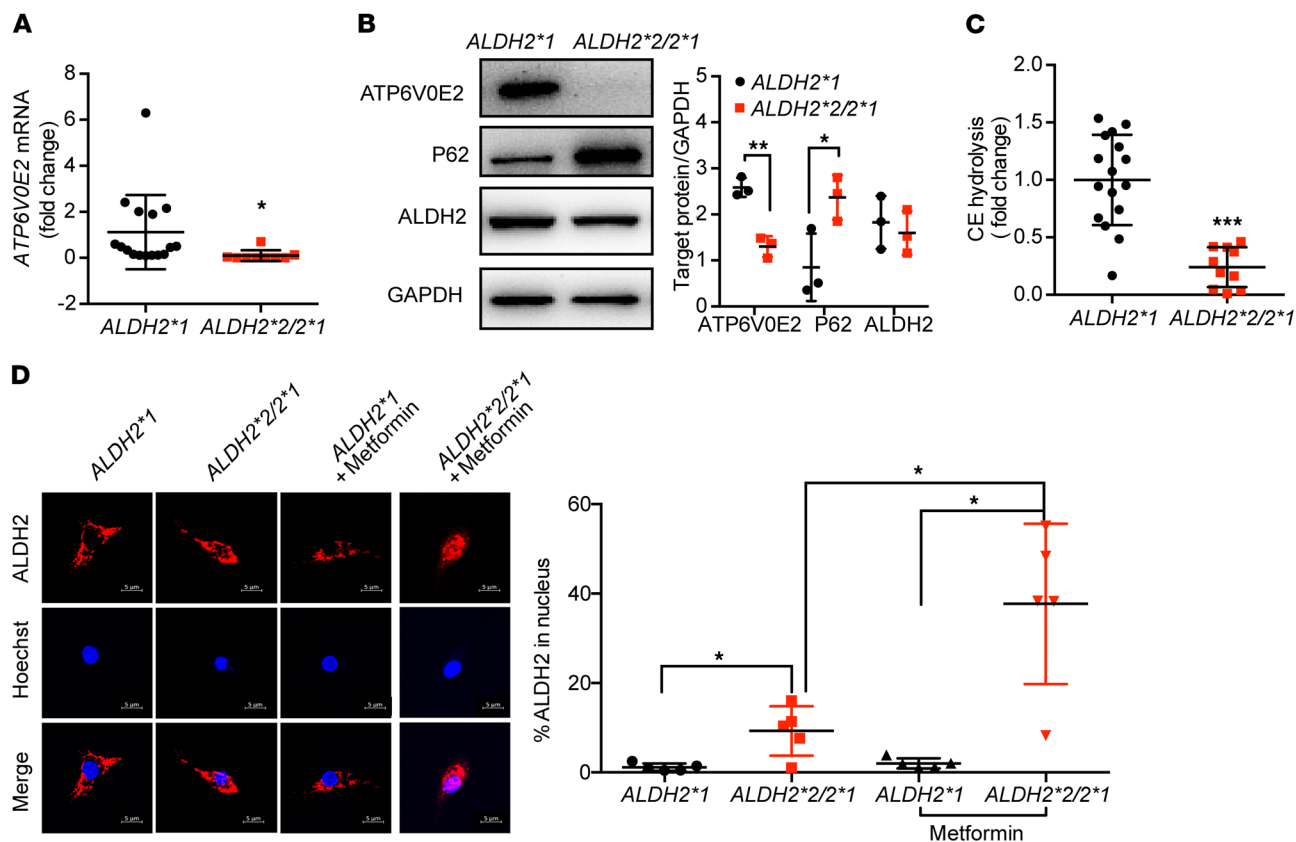 A
ATP6V0E2 mRNA
(fold change)
8
6
4
2
0
-2
*
ALDH2*1
ALDH2*2/2*1
B
ALDH2*1
ALDH2*2/2*1
ATP6V0E2
P62
ALDH2
GAPDH
Target protein/GAPDH
5
4
3
2
1
0
ALDH2*1
ALDH2*2/2*1
**
*
ATP6V0E2
P62
ALDH2
C
CE hydrolysis
( fold change)
2.0
1.5
1.0
0.5
0.0
***
ALDH2*1
ALDH2*2/2*1
D
ALDH2*1
ALDH2*2/2*1
ALDH2*1
+ Metformin
ALDH2*2/2*1
+ Metformin
ALDH2
5 µm
5 µm
5 µm
5 µm
Hoechst
5 µm
5 µm
5 µm
5 µm
Merge
5 µm
5 µm
5 µm
5 µm
% ALDH2 in nucleus
60
40
20
0
*
*
*
ALDH2*1
ALDH2*2/2*1
ALDH2*1
ALDH2*2/2*1
Metformin